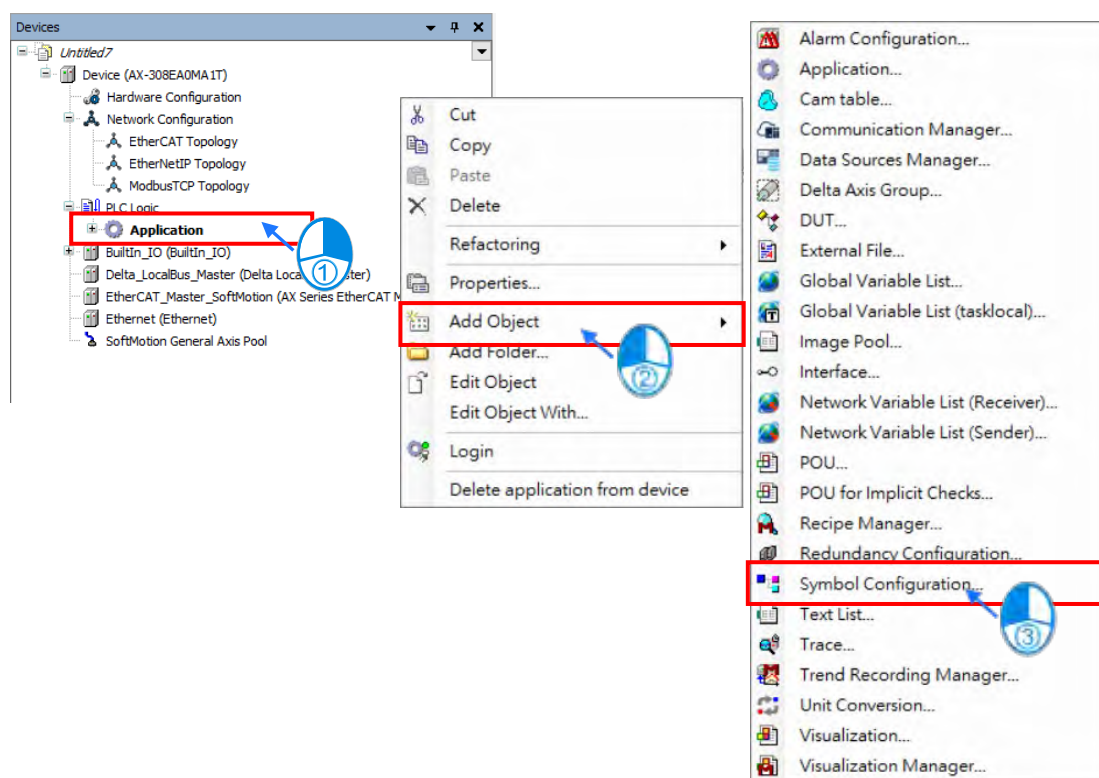 Devices
Untitled7
Device (AX-308EA0MA1T)
Hardware Configuration
Network Configuration
EtherCAT Topology
EtherNetIP Topology
ModbusTCP Topology
PLC Logic
Application
BuiltIn_IO (BuiltIn_IO)
Delta_LocalBus_Master (Delta Loca ter)
EtherCAT_Master_SoftMotion (AX Series EtherCAT M
Ethernet (Ethernet)
SoftMotion General Axis Pool
1
Cut
Copy
Paste
Delete
Refactoring
Properties...
Add Object
Add Folder...
Edit Object
Edit Object With...
Login
Delete application from device
2
Alarm Configuration...
Application...
Cam table...
Communication Manager...
Data Sources Manager...
Delta Axis Group...
DUT...
External File...
Global Variable List...
Global Variable List (tasklocal)...
Image Pool...
Interface...
Network Variable List (Receiver)...
Network Variable List (Sender)...
POU...
POU for Implicit Checks...
Recipe Manager...
Redundancy Configuration...
Symbol Configuration...
Text List...
Trace...
Trend Recording Manager...
Unit Conversion...
Visualization...
Visualization Manager...
3